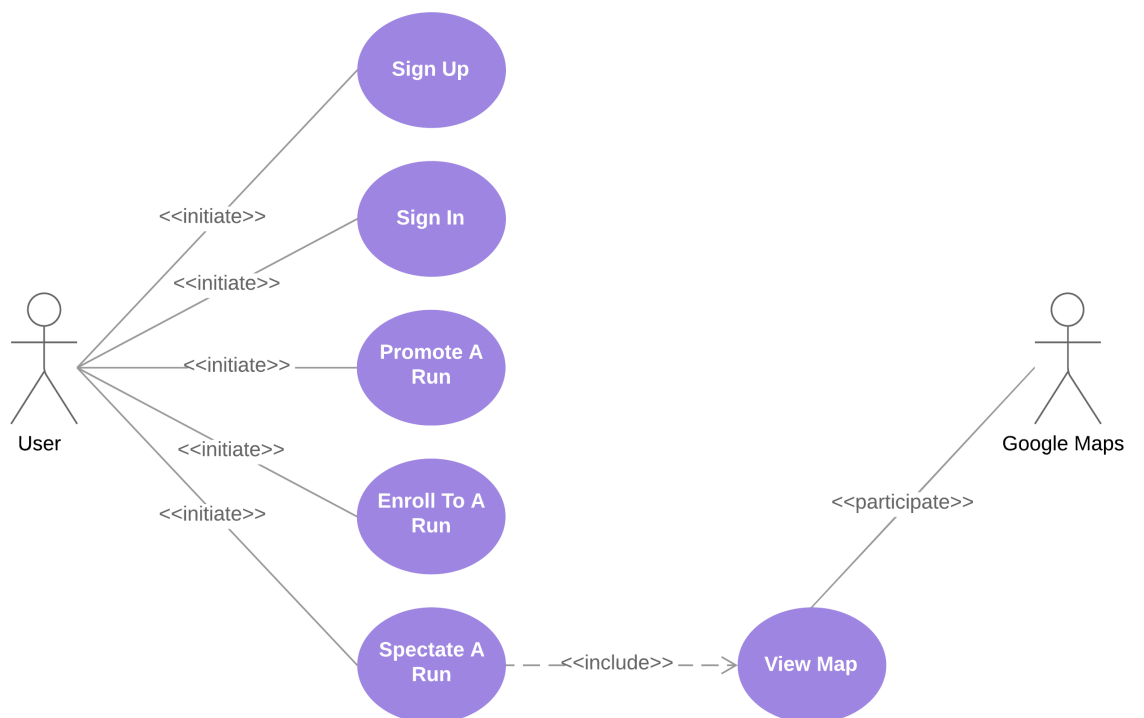 Sign Up
<<initiate>>
Sign In
<<initiate>>
Promote A
Run
<<initiate>>
User
Google Maps
<<initiate>>
Enroll To A
Run
<<participate>>
<<initiate>>
Spectate A
Run
<<include>>
View Map